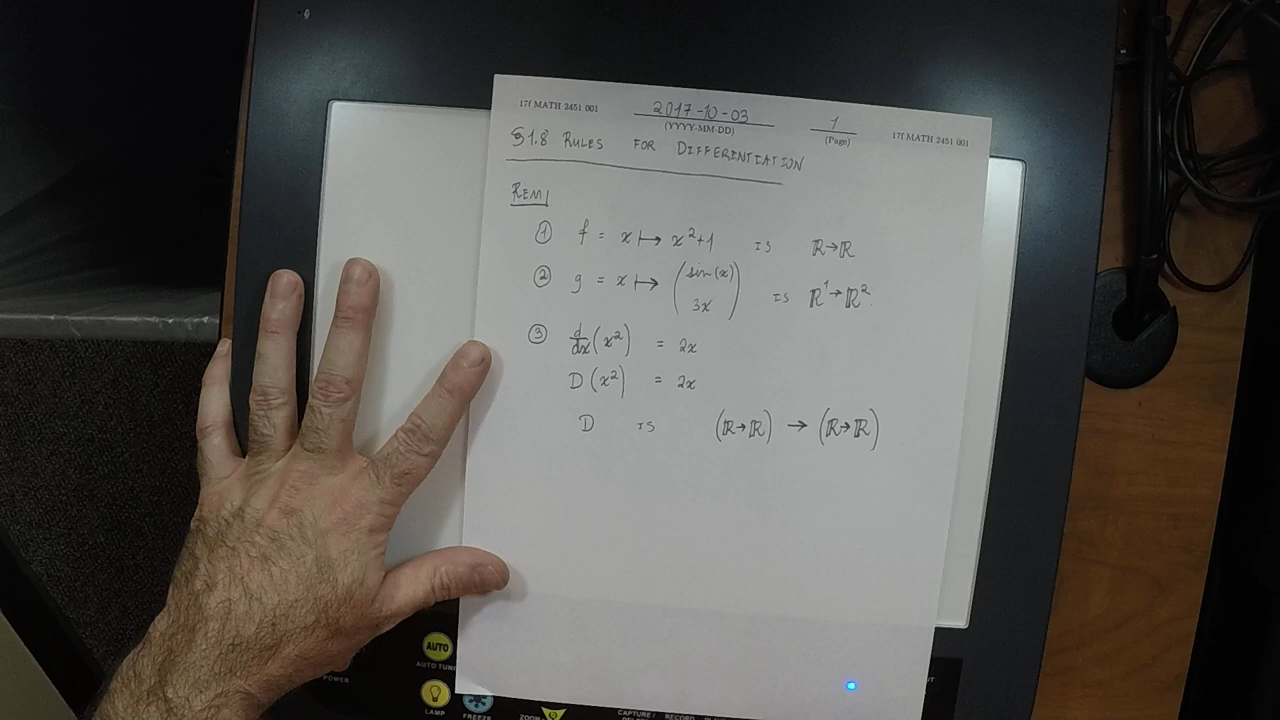 17f MATH 2451 001
2017-10-03
(YYYY-MM-DD)
1
(Page)
17f MATH 2451 001
§1.8 RULES FOR DIFFERENTIATION
REM
① f = x ↦ x²+1 IS ℝ→ℝ
② g = x ↦ (sin(x)
3x) IS ℝ¹→ℝ²
③ d/dx(x²) = 2x
D(x²) = 2x
D IS (ℝ→ℝ) → (ℝ→ℝ)
AUTO
AUTO TUN
POWER
LAMP
FREEZE
ZOOM
CAPTURE /
RECORD